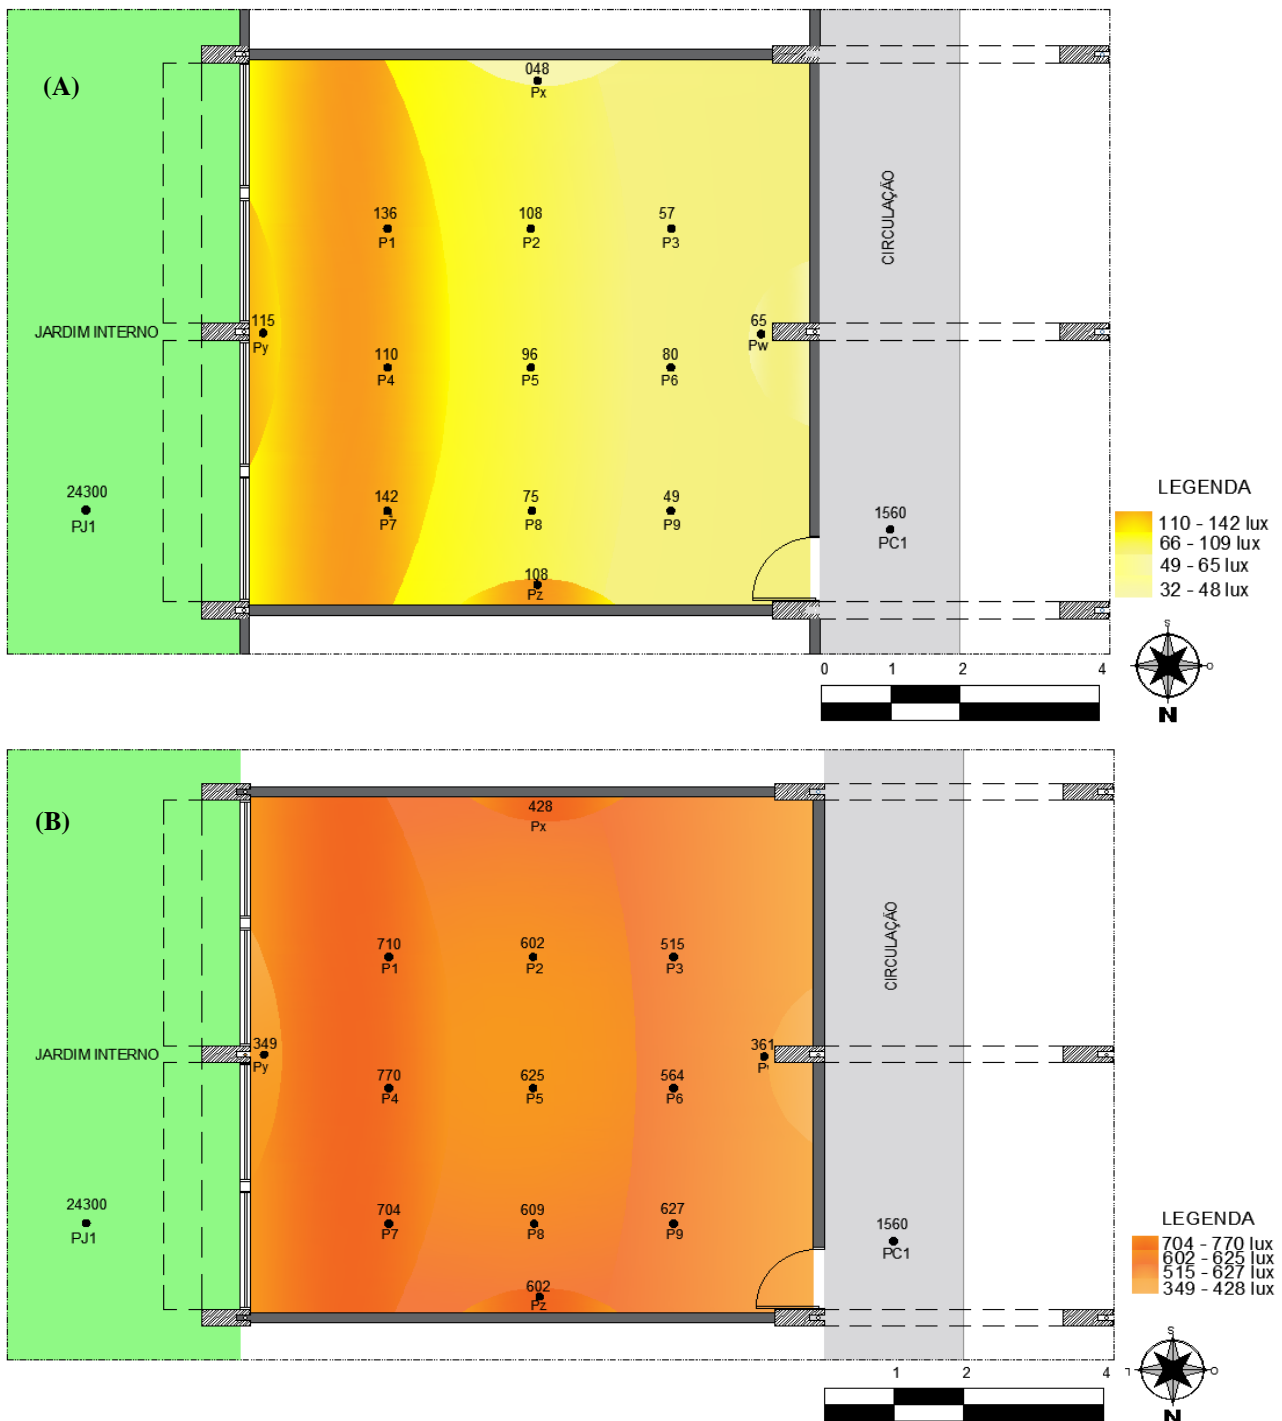 (A)
048
Px
136
P1
108
P2
57
P3
CIRCULAÇÃO
JARDIM INTERNO
115
Py
65
Pw
110
P4
96
P5
80
P6
24300
PJ1
142
P7
75
P8
49
P9
1560
PC1
108
Pz
LEGENDA
110 - 142 lux
66 - 109 lux
49 - 65 lux
32 - 48 lux
0 1 2 4
S
O
N
(B)
428
Px
710
P1
602
P2
515
P3
CIRCULAÇÃO
JARDIM INTERNO
349
Py
361
770
P4
625
P5
564
P6
24300
PJ1
704
P7
609
P8
627
P9
1560
PC1
602
Pz
LEGENDA
704 - 770 lux
602 - 625 lux
515 - 627 lux
349 - 428 lux
1 2 4
S
O
N